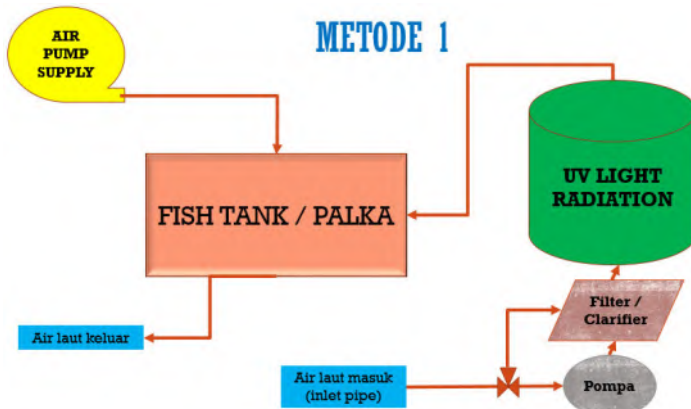 METODE 1
AIR
PUMP
SUPPLY
FISH TANK / PALKA
UV LIGHT
RADIATION
Filter /
Clarifier
Air laut keluar
Air laut masuk
(inlet pipe)
Pompa